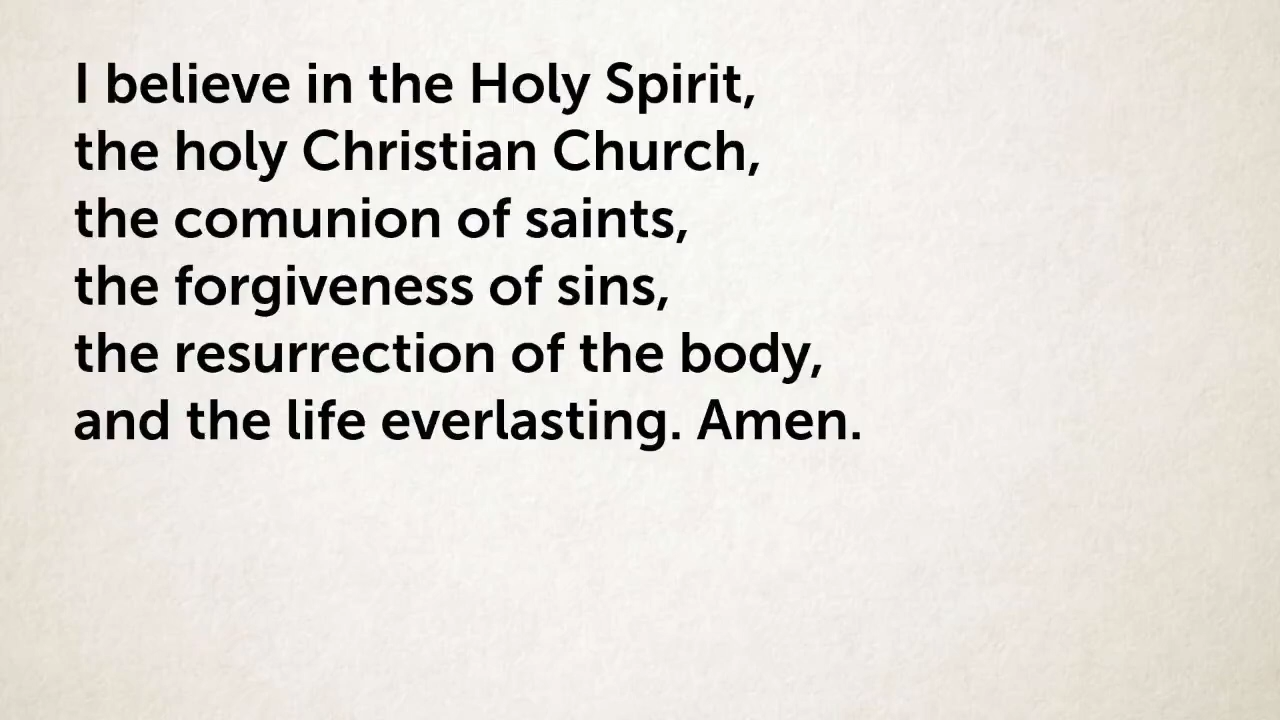 I believe in the Holy Spirit,
the holy Christian Church,
the comunion of saints,
the forgiveness of sins,
the resurrection of the body,
and the life everlasting. Amen.